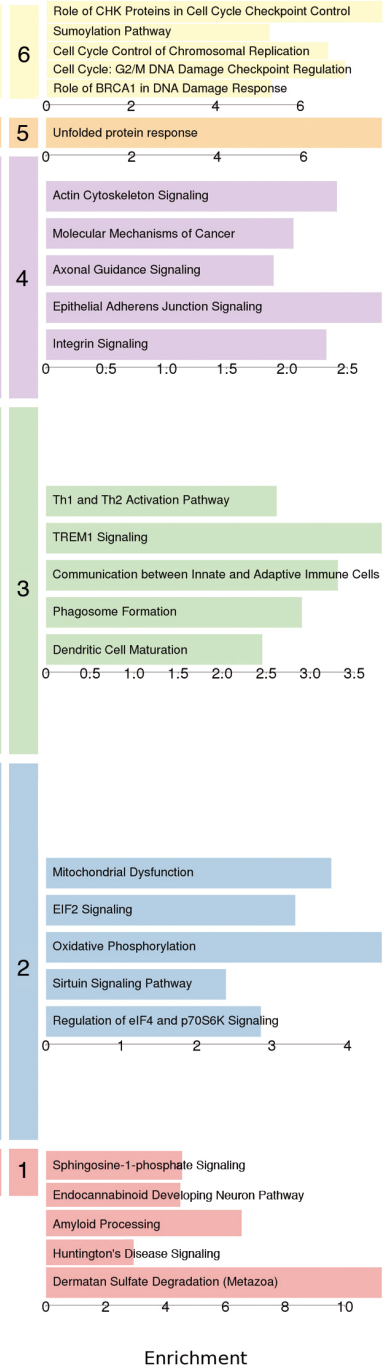 6
Role of CHK Proteins in Cell Cycle Checkpoint Control
Sumoylation Pathway
Cell Cycle Control of Chromosomal Replication
Cell Cycle: G2/M DNA Damage Checkpoint Regulation
Role of BRCA1 in DNA Damage Response
0 2 4 6
5
Unfolded protein response
0 2 4 6
4
Actin Cytoskeleton Signaling
Molecular Mechanisms of Cancer
Axonal Guidance Signaling
Epithelial Adherens Junction Signaling
Integrin Signaling
0 0.5 1.0 1.5 2.0 2.5
3
Th1 and Th2 Activation Pathway
TREM1 Signaling
Communication between Innate and Adaptive Immune Cells
Phagosome Formation
Dendritic Cell Maturation
0 0.5 1.0 1.5 2.0 2.5 3.0 3.5
2
Mitochondrial Dysfunction
EIF2 Signaling
Oxidative Phosphorylation
Sirtuin Signaling Pathway
Regulation of eIF4 and p70S6K Signaling
0 1 2 3 4
1
Sphingosine-1-phosphate Signaling
Endocannabinoid Developing Neuron Pathway
Amyloid Processing
Huntington's Disease Signaling
Dermatan Sulfate Degradation (Metazoa)
0 2 4 6 8 10
Enrichment